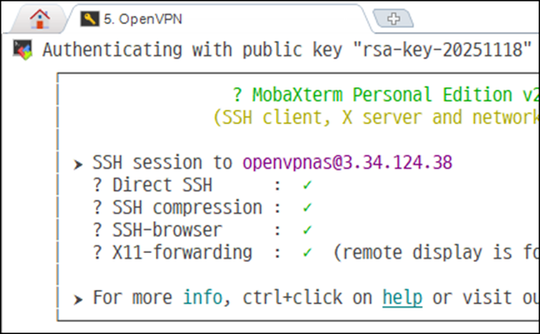 5. OpenVPN
Authenticating with public key "rsa-key-20251118"
? MobaXterm Personal Edition v2
(SSH client, X server and network
➤ SSH session to openvpnas@3.34.124.38
? Direct SSH : ✓
? SSH compression : ✓
? SSH-browser : ✓
? X11-forwarding : ✓ (remote display is fo
➤ For more info, ctrl+click on help or visit ou